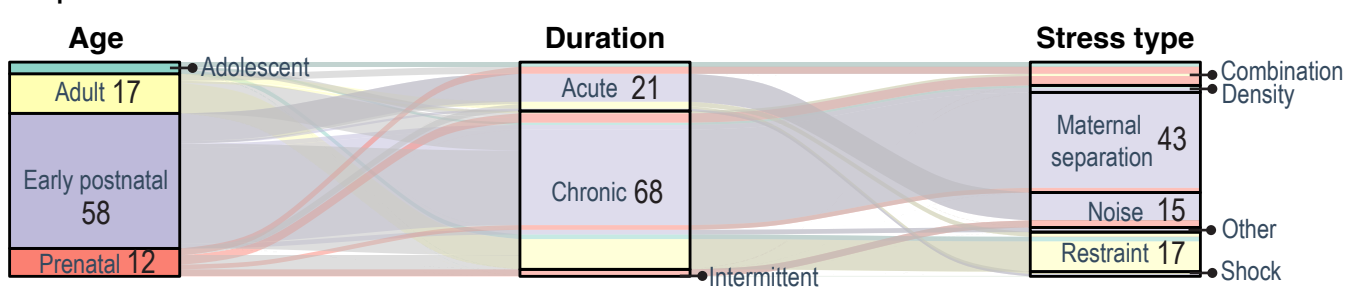 Age Duration Stress type
Adolescent
Adult 17
Early postnatal
58
Prenatal 12
Acute 21
Chronic 68
Intermittent
Combination
Density
Maternal
separation 43
Noise 15
Other
Restraint 17
Shock